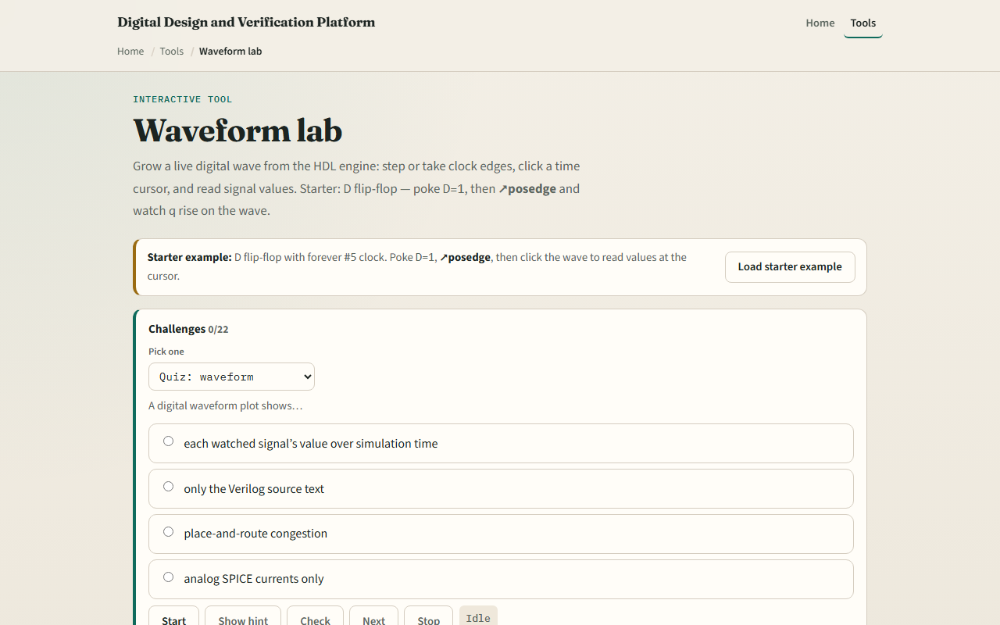 Digital Design and Verification Platform
Home
Tools
Home / Tools / Waveform lab
INTERACTIVE TOOL
Waveform lab
Grow a live digital wave from the HDL engine: step or take clock edges, click a time
cursor, and read signal values. Starter: D flip-flop — poke D=1, then ↗posedge and
watch q rise on the wave.
Starter example: D flip-flop with forever #5 clock. Poke D=1, ↗posedge, then click the wave to read values at the
cursor.
Load starter example
Challenges 0/22
Pick one
Quiz: waveform
A digital waveform plot shows…
each watched signal’s value over simulation time
only the Verilog source text
place-and-route congestion
analog SPICE currents only
Start
Show hint
Check
Next
Stop
Idle